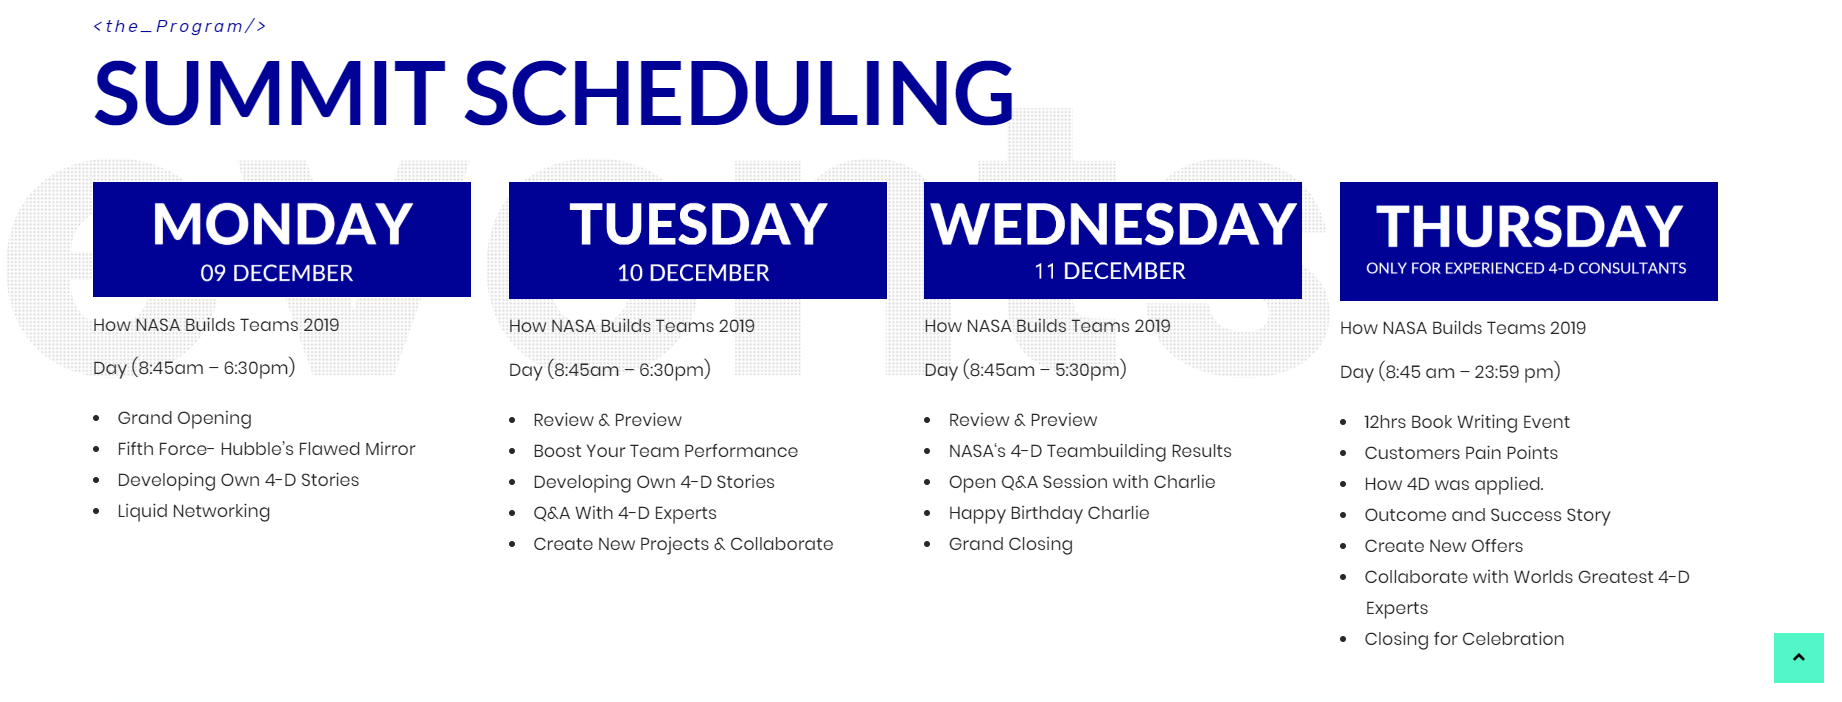 <the_Program/>
SUMMIT SCHEDULING
events
MONDAY
09 DECEMBER
How NASA Builds Teams 2019
Day (8:45am – 6:30pm)
• Grand Opening
• Fifth Force- Hubble’s Flawed Mirror
• Developing Own 4-D Stories
• Liquid Networking
TUESDAY
10 DECEMBER
How NASA Builds Teams 2019
Day (8:45am – 6:30pm)
• Review & Preview
• Boost Your Team Performance
• Developing Own 4-D Stories
• Q&A With 4-D Experts
• Create New Projects & Collaborate
WEDNESDAY
11 DECEMBER
How NASA Builds Teams 2019
Day (8:45am – 5:30pm)
• Review & Preview
• NASA‘s 4-D Teambuilding Results
• Open Q&A Session with Charlie
• Happy Birthday Charlie
• Grand Closing
THURSDAY
ONLY FOR EXPERIENCED 4-D CONSULTANTS
How NASA Builds Teams 2019
Day (8:45 am – 23:59 pm)
• 12hrs Book Writing Event
• Customers Pain Points
• How 4D was applied.
• Outcome and Success Story
• Create New Offers
• Collaborate with Worlds Greatest 4-D
Experts
• Closing for Celebration